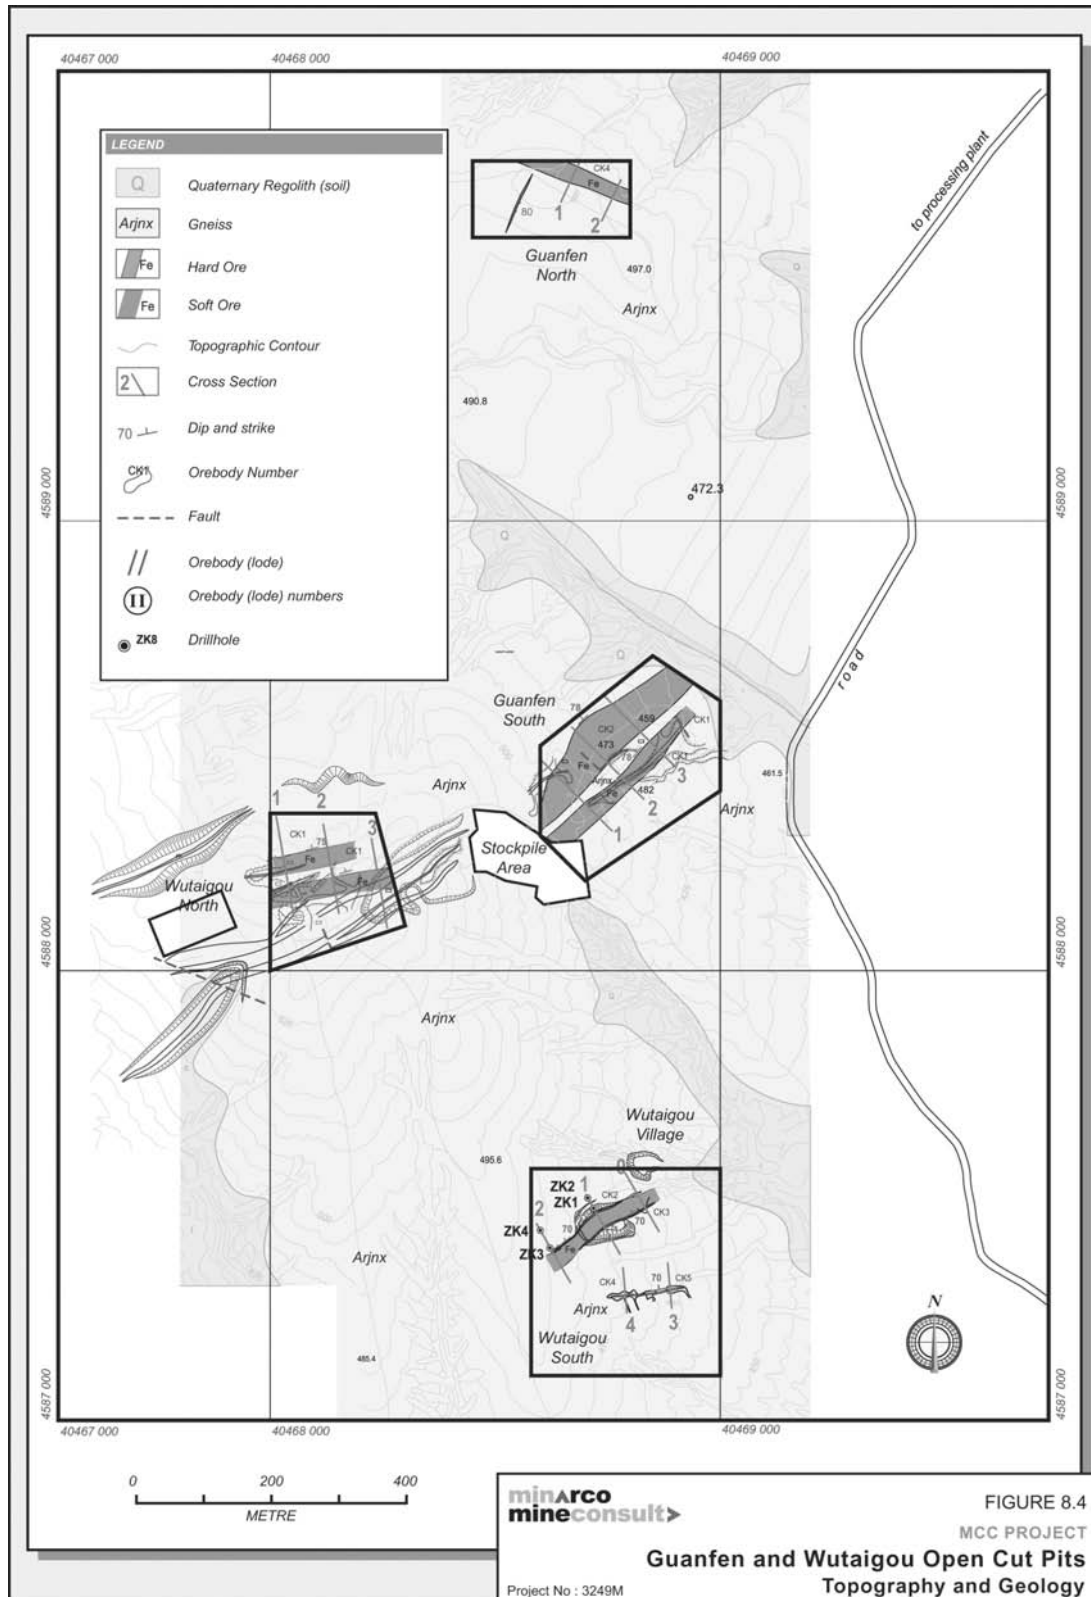 40467 000
40468 000
40469 000
LEGEND
Q
Quaternary Regolith (soil)
Arjnx
Gneiss
Fe
Hard Ore
Fe
Soft Ore
Topographic Contour
2
Cross Section
70
Dip and strike
CK1
Orebody Number
Fault
Orebody (lode)
II
Orebody (lode) numbers
ZK8
Drillhole
to processing plant
CK4
Fe
80
1
2
Guanfen
North
497.0
Arjnx
Q
490.8
472.3
4589 000
4589 000
Q
Q
road
Guanfen
South
78
CK2
459
CK1
473
78
Fe
CK1
Arjnx
Fe
482
3
2
1
461.5
Arjnx
Arjnx
Stockpile
Area
1
2
3
CK1
75
CK1
Fe
Fe
Wutaigou
North
4588 000
4588 000
Q
Arjnx
Wutaigou
Village
495.6
0
ZK2
1
ZK1
CK2
2
CK3
70
70
ZK4
ZK3
Fe
CK4
70
CK5
Arjnx
Arjnx
4
3
Wutaigou
South
485.4
N
4587 000
4587 000
40467 000
40468 000
40469 000
0
200
400
METRE
minarco
mineconsult
FIGURE 8.4
MCC PROJECT
Guanfen and Wutaigou Open Cut Pits
Project No : 3249M
Topography and Geology